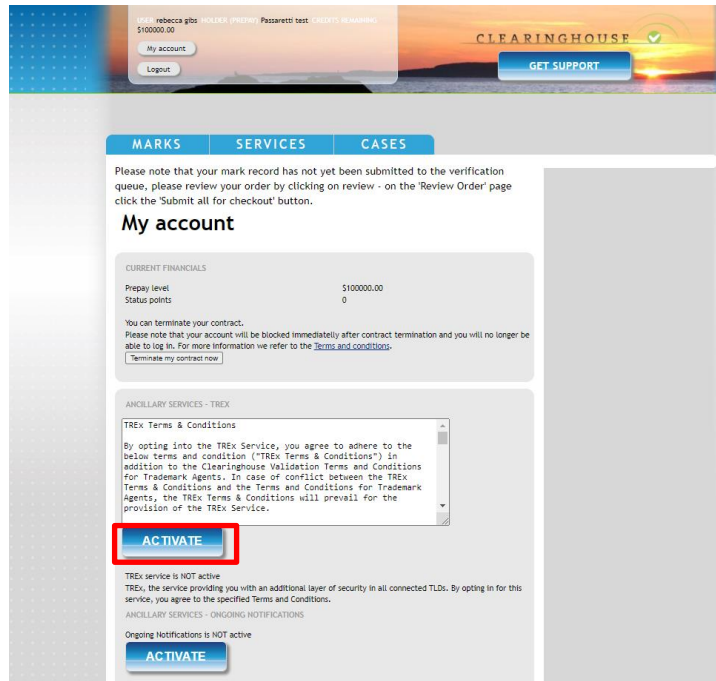 USER rebecca gibs HOLDER (PREPAY) Passaretti test CREDITS REMAINING
$100000.00
My account
Logout
CLEARINGHOUSE
GET SUPPORT
MARKS SERVICES CASES
Please note that your mark record has not yet been submitted to the verification
queue, please review your order by clicking on review - on the 'Review Order' page
click the 'Submit all for checkout' button.
My account
CURRENT FINANCIALS
Prepay level $100000.00
Status points 0
You can terminate your contract.
Please note that your account will be blocked immediatelly after contract termination and you will no longer be
able to log in. For more information we refer to the Terms and conditions.
Terminate my contract now
ANCILLARY SERVICES - TREX
TREx Terms & Conditions
By opting into the TREx Service, you agree to adhere to the
below terms and condition ("TREx Terms & Conditions") in
addition to the Clearinghouse Validation Terms and Conditions
for Trademark Agents. In case of conflict between the TREx
Terms & Conditions and the Terms and Conditions for Trademark
Agents, the TREx Terms & Conditions will prevail for the
provision of the TREx Service.
ACTIVATE
TREx service is NOT active
TREx, the service providing you with an additional layer of security in all connected TLDs. By opting in for this
service, you agree to the specified Terms and Conditions.
ANCILLARY SERVICES - ONGOING NOTIFICATIONS
Ongoing Notifications is NOT active
ACTIVATE